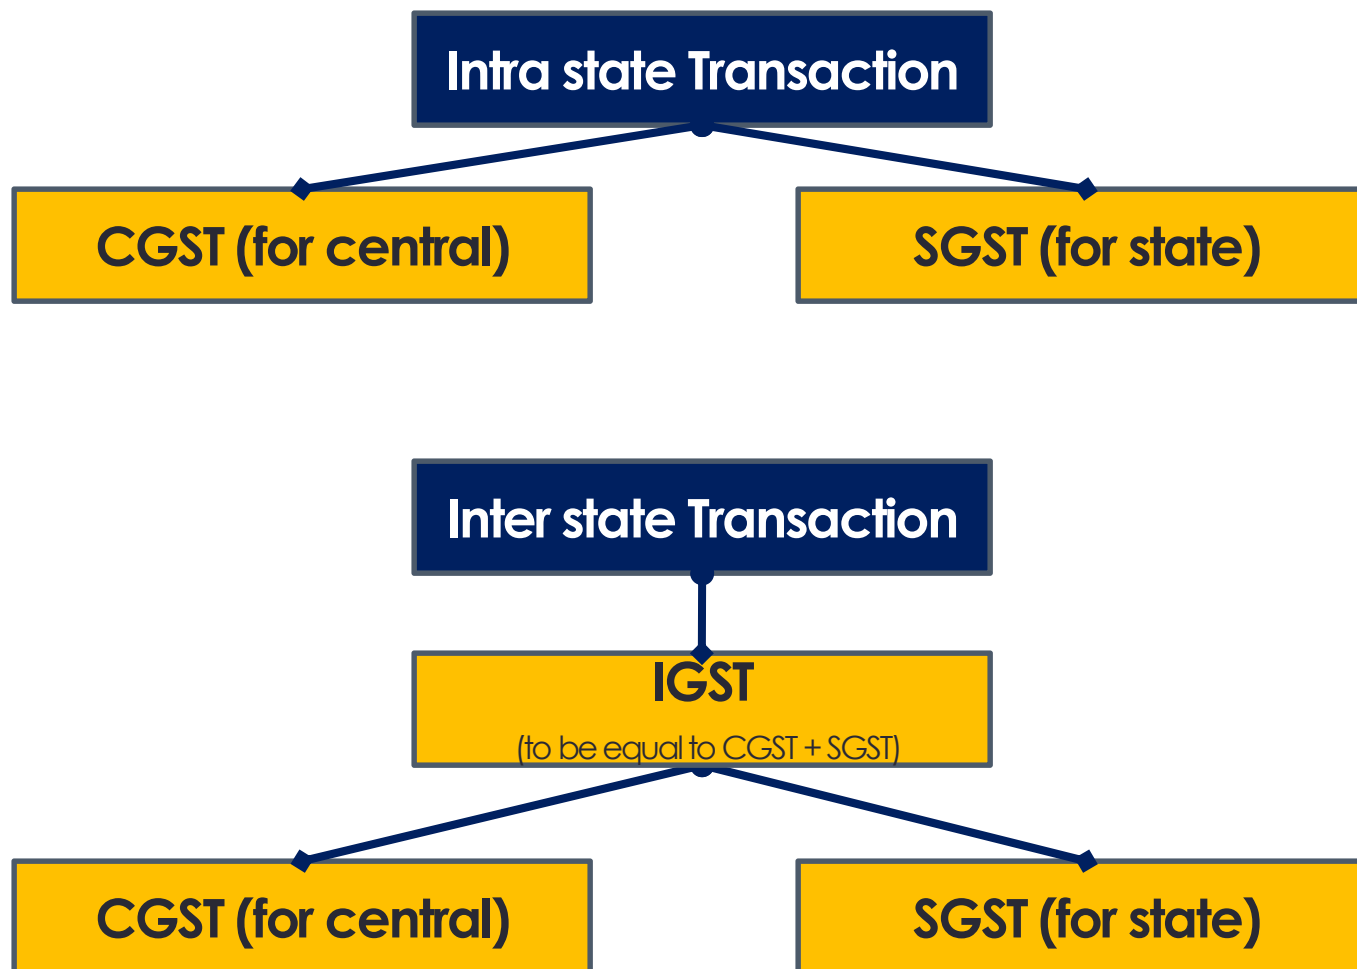 Intra state Transaction
CGST (for central)
SGST (for state)
Inter state Transaction
IGST
(to be equal to CGST + SGST)
CGST (for central)
SGST (for state)